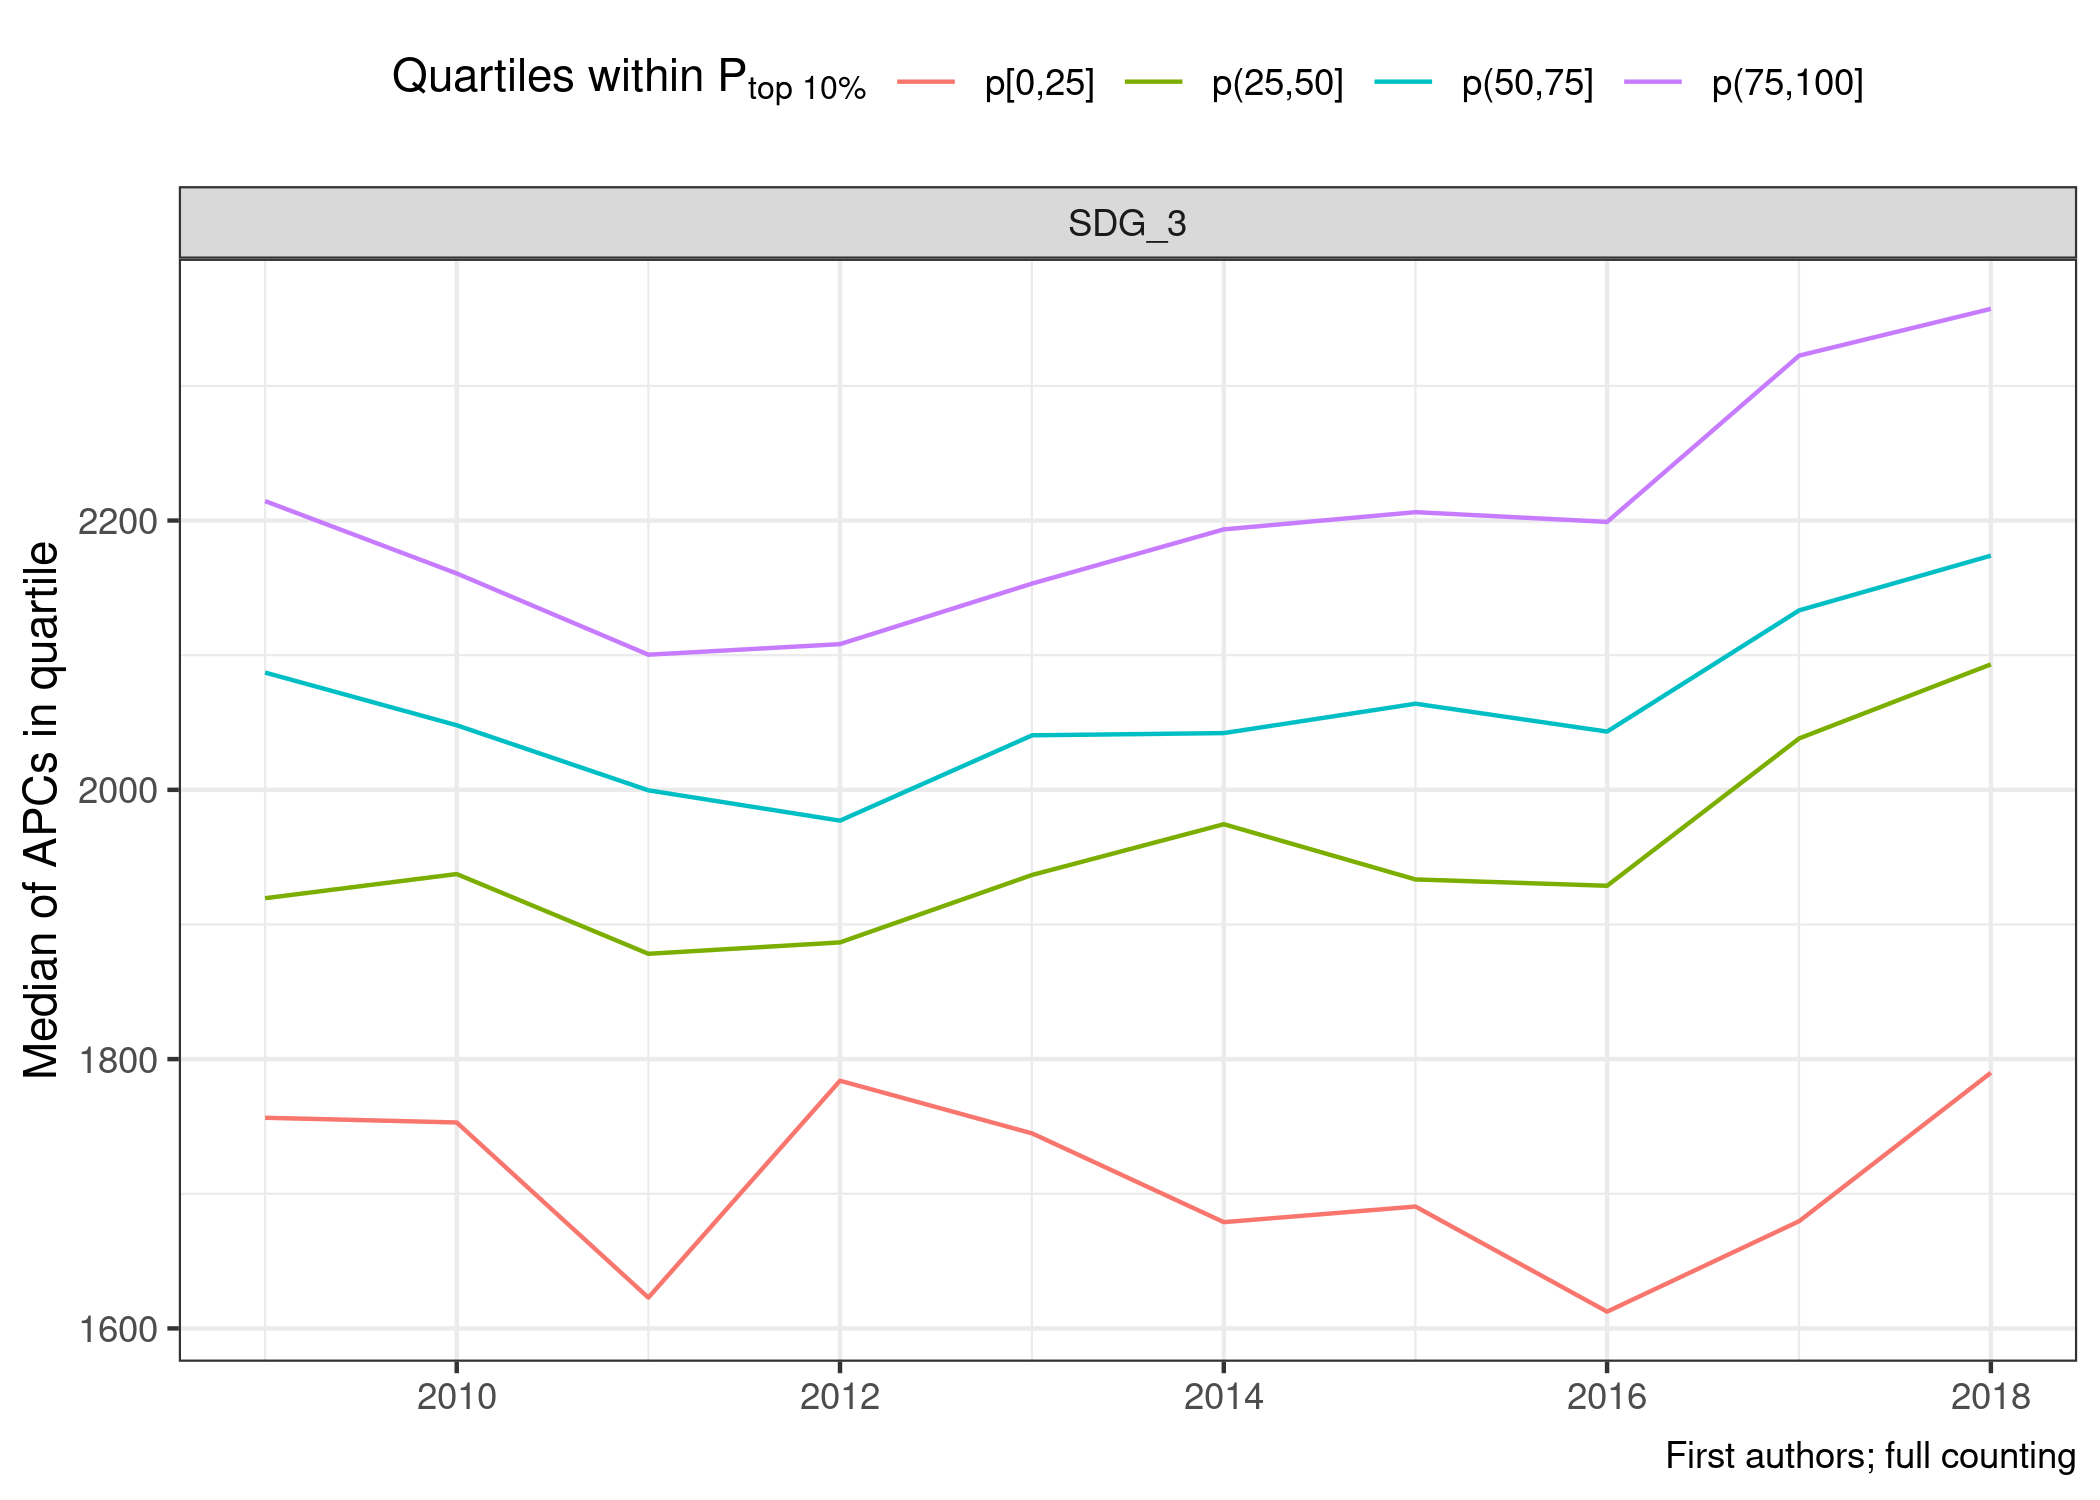 Quartiles within P top 10% p[0,25] p(25,50] p(50,75] p(75,100]
SDG_3
Median of APCs in quartile
2200
2000
1800
1600
2010 2012 2014 2016 2018
First authors; full counting